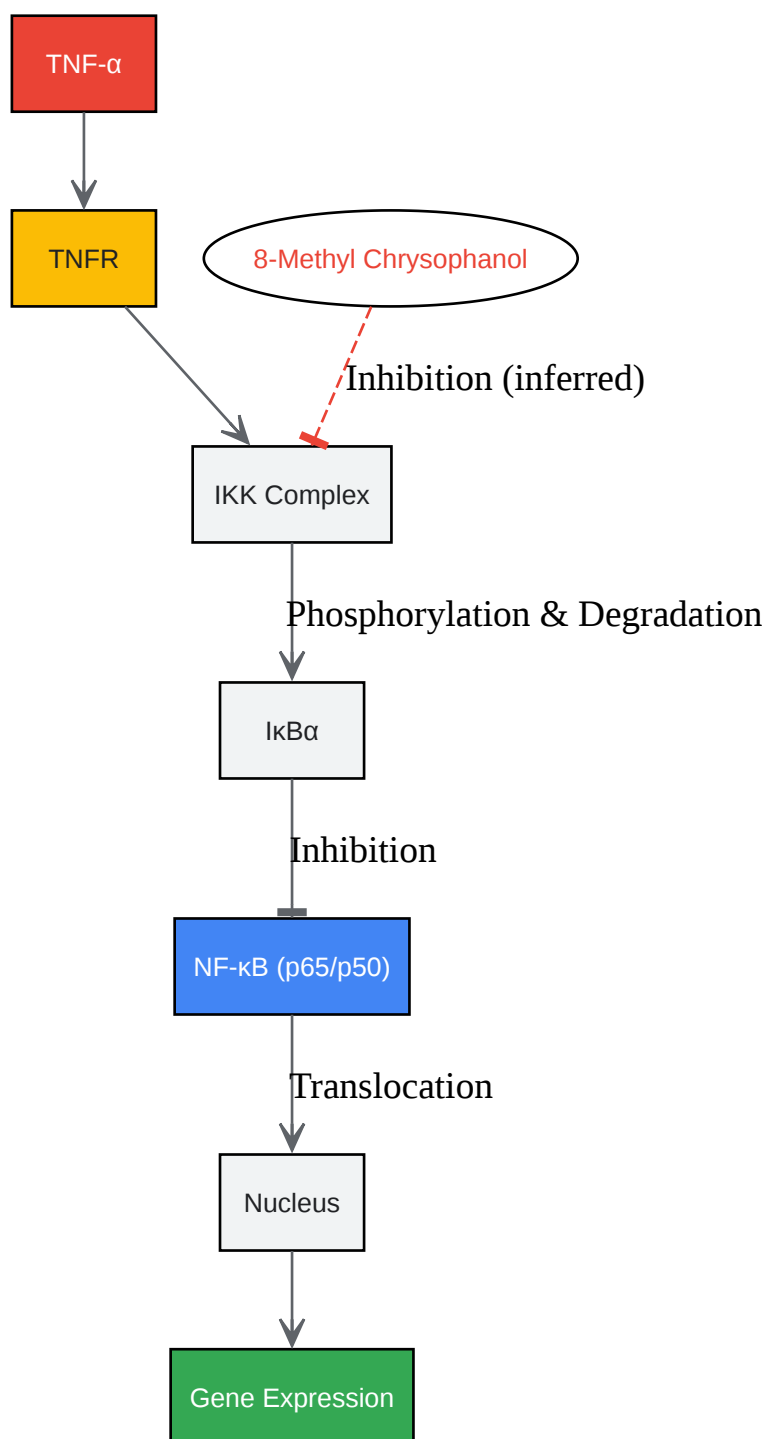 TNF-α
TNFR
8-Methyl Chrysophanol
Inhibition (inferred)
IKK Complex
Phosphorylation & Degradation
IκBα
Inhibition
NF-κB (p65/p50)
Translocation
Nucleus
Gene Expression